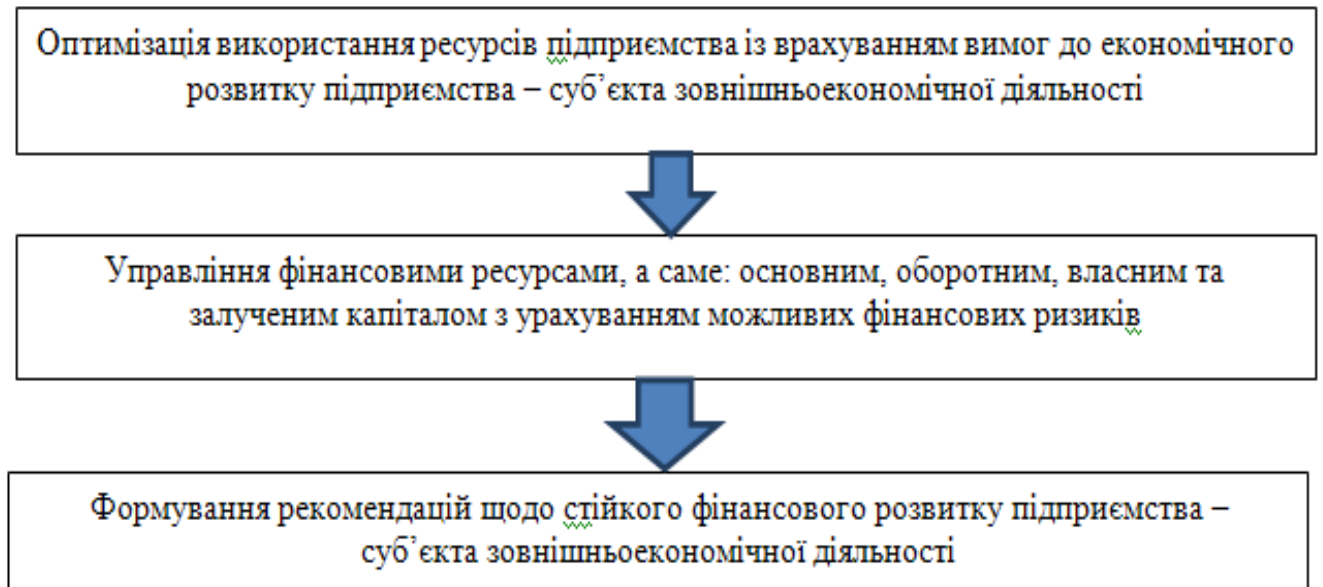 Оптимізація використання ресурсів підприємства із врахуванням вимог до економічного
розвитку підприємства – суб’єкта зовнішньоекономічної діяльності
Управління фінансовими ресурсами, а саме: основним, оборотним, власним та
залученим капіталом з урахуванням можливих фінансових ризиків
Формування рекомендацій щодо стійкого фінансового розвитку підприємства –
суб’єкта зовнішньоекономічної діяльності